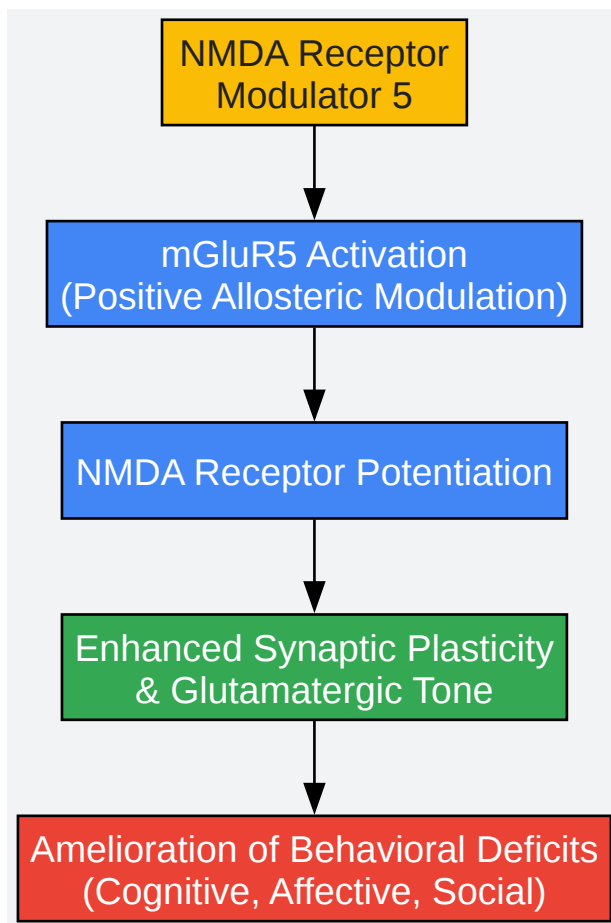 NMDA Receptor
Modulator 5
mGluR5 Activation
(Positive Allosteric Modulation)
NMDA Receptor Potentiation
Enhanced Synaptic Plasticity
& Glutamatergic Tone
Amelioration of Behavioral Deficits
(Cognitive, Affective, Social)